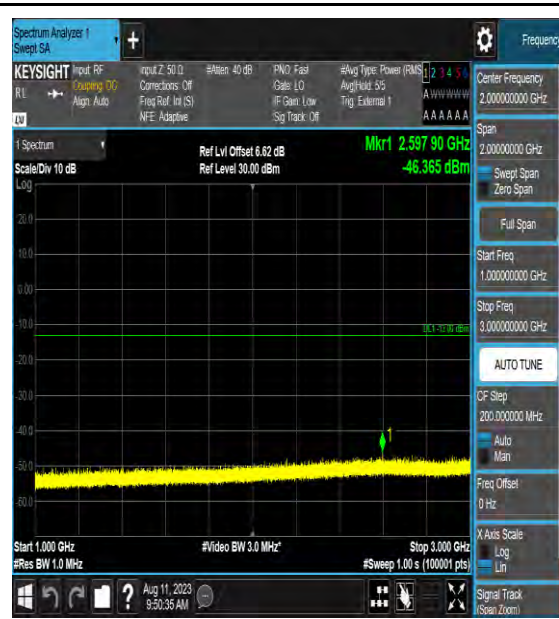 Spectrum Analyzer 1
Swept SA
Frequency
KEYSIGHT
RL
Input: RF
Coupling: DC
Align: Auto
Input Z: 50 Ω
Corrections: Off
Freq Ref: Int (S)
NFE: Adaptive
#Atten: 40 dB
PNO: Fast
Gate: LO
IF Gain: Low
Sig Track: Off
#Avg Type: Power (RMS
Avg|Hold: 5/5
Trig: External 1
1 2 3 4 5 6
A W W W W W
A A A A A A
1 Spectrum
Scale/Div 10 dB
Log
Ref Lvl Offset 6.62 dB
Ref Level 30.00 dBm
Mkr1 2.597 90 GHz
-46.365 dBm
20.0
10.0
0.00
-10.0
-20.0
-30.0
-40.0
-50.0
-60.0
DL1 -13.00 dBm
1
Start 1.000 GHz
#Res BW 1.0 MHz
#Video BW 3.0 MHz*
Stop 3.000 GHz
#Sweep 1.00 s (100001 pts)
Aug 11, 2023
9:50:35 AM
Center Frequency
2.000000000 GHz
Span
2.00000000 GHz
Swept Span
Zero Span
Full Span
Start Freq
1.000000000 GHz
Stop Freq
3.000000000 GHz
AUTO TUNE
CF Step
200.000000 MHz
Auto
Man
Freq Offset
0 Hz
X Axis Scale
Log
Lin
Signal Track
(Span Zoom)